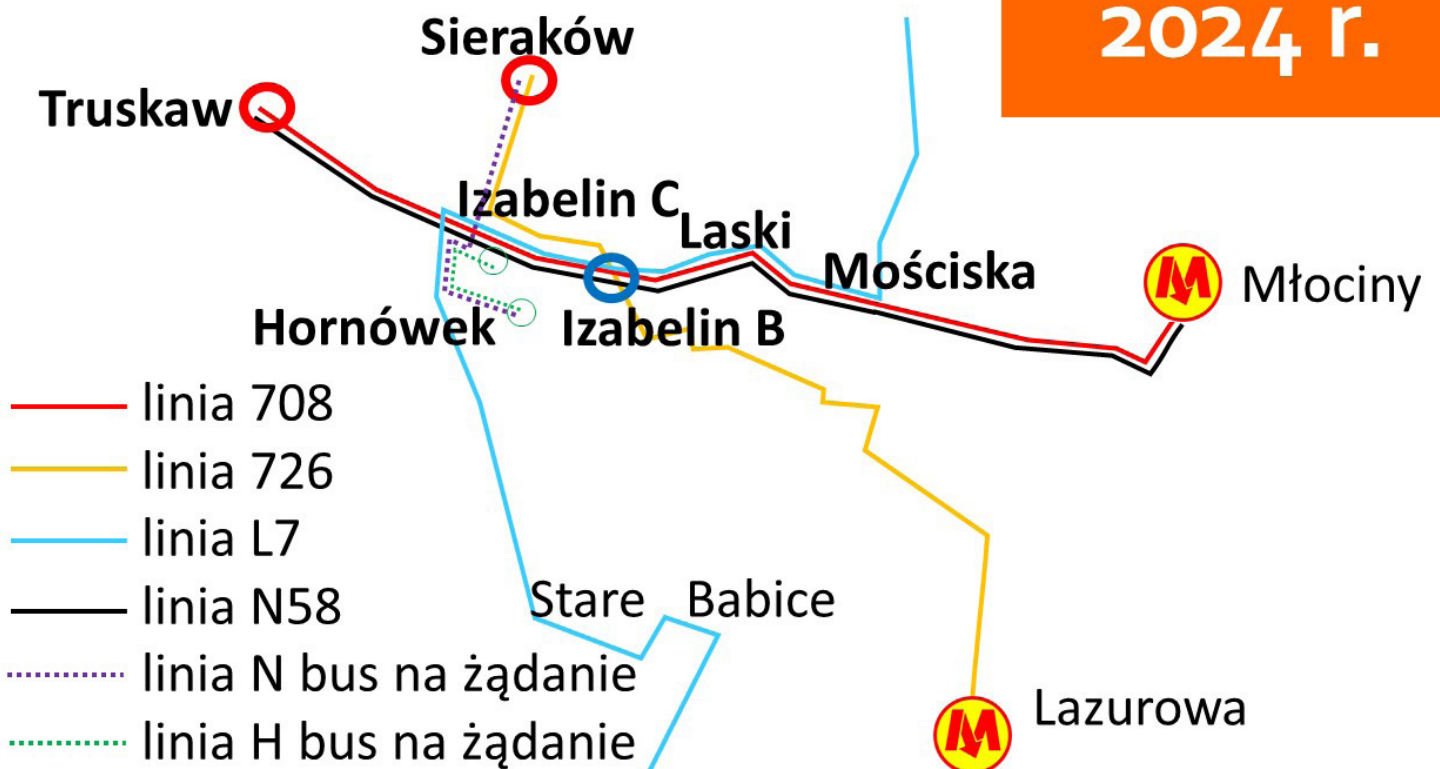 2024 r.
Sieraków
Truskaw
Izabelin C
Laski
Mościska
Młociny
Hornówek
Izabelin B
linia 708
linia 726
linia L7
linia N58
linia N bus na żądanie
linia H bus na żądanie
Stare Babice
Lazurowa
M
M